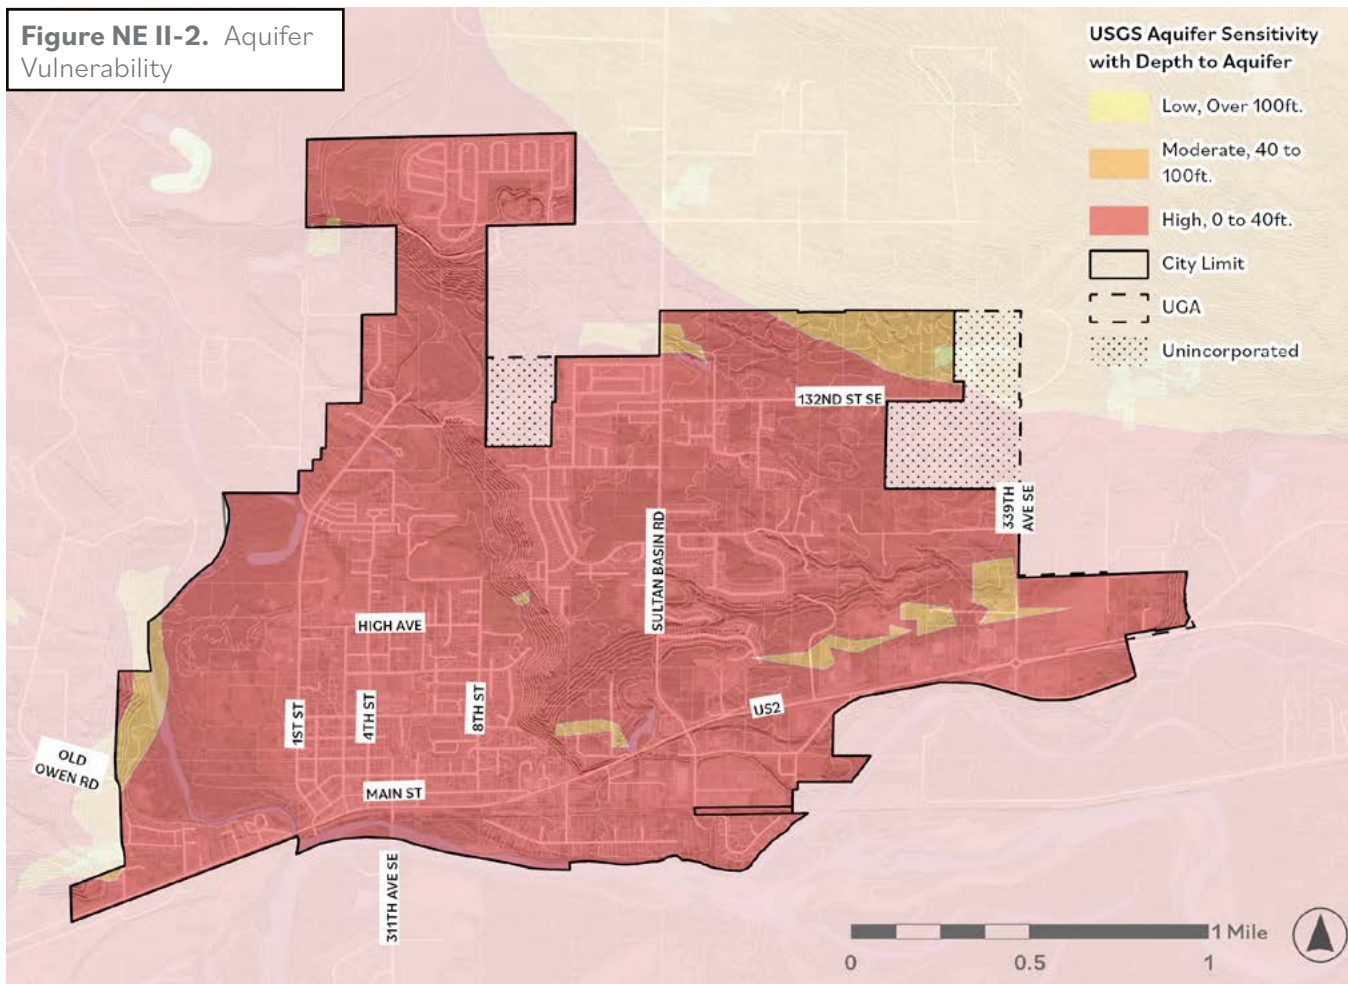 Figure NE II-2. Aquifer
Vulnerability
USGS Aquifer Sensitivity
with Depth to Aquifer
Low, Over 100ft.
Moderate, 40 to
100ft.
High, 0 to 40ft.
City Limit
UGA
Unincorporated
132ND ST SE
339TH
AVE SE
SULTAN BASIN RD
HIGH AVE
1ST ST
4TH ST
8TH ST
US2
OLD
OWEN RD
MAIN ST
311TH AVE SE
1 Mile
0
0.5
1